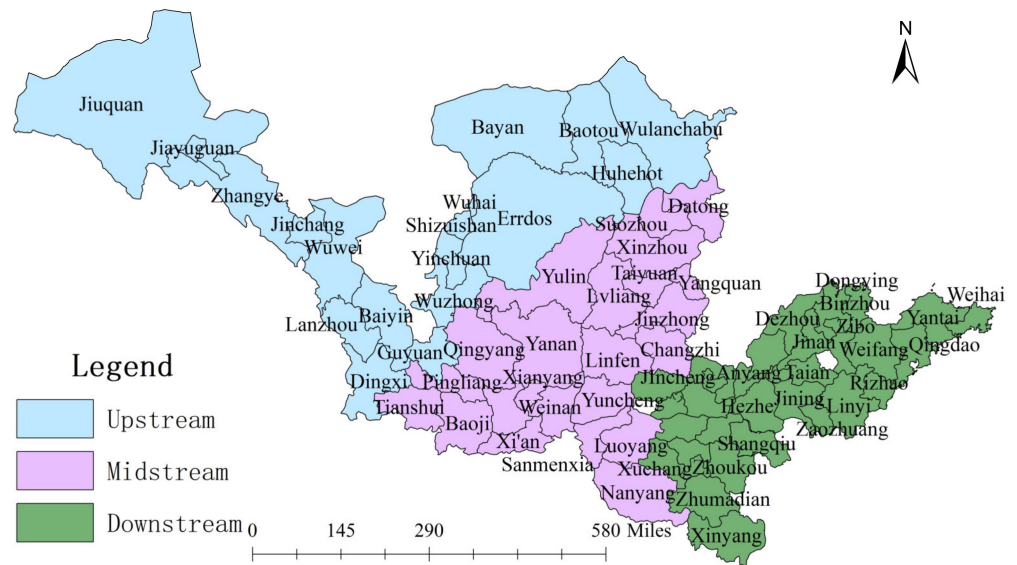 N
Jiuquan
Bayan
Baotou
Wulanchabu
Jiayuguan
Huhehot
Zhangye
Wuhai
Datong
Errdos
Jinchang
Shizuishan
Suozhou
Wuwei
Xinzhou
Yinchuan
Yulin
Taiyuan
Yangquan
Dongying
Lvliang
Weihai
Wuzhong
Binzhou
Baiyin
Jinzhong
Dezhou
Yantai
Lanzhou
Zibo
Yanan
Jinan
Qingdao
Guyuan
Qingyang
Changzhi
Weifang
Linfen
Legend
Dingxi
Pingliang
Xianyang
JIncheng
Anyang
Taian
Rizhao
Tianshui
Weinan
Yuncheng
Hezhe
Jining
Linyi
Upstream
Baoji
Zaozhuang
Xi'an
Luoyang
Shangqiu
Sanmenxia
Xuchang
Zhoukou
Midstream
Nanyang
Zhumadian
Downstream
0 145 290 580 Miles
Xinyang